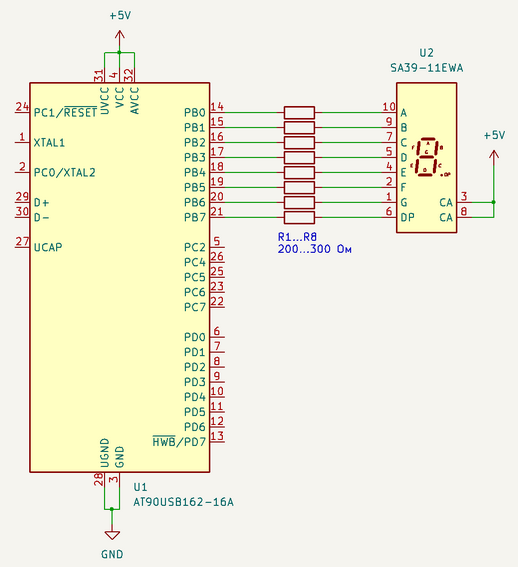 +5V
U2
SA39-11EWA
31
4
32
UVCC
VCC
AVCC
24 PC1/RESET
PB0 14
10 A
PB1 15
9 B
+5V
1 XTAL1
PB2 16
7 C
PB3 17
5 D
2 PC0/XTAL2
PB4 18
4 E
PB5 19
2 F
29 D+
PB6 20
1 G
CA 3
30 D-
PB7 21
6 DP
CA 8
A
F
B
G
E
C
D
DP
R1...R8
200...300 Ом
27 UCAP
PC2 5
PC4 26
PC5 25
PC6 23
PC7 22
PD0 6
PD1 7
PD2 8
PD3 9
PD4 10
PD5 11
PD6 12
HWB/PD7 13
UGND
GND
28
3
U1
AT90USB162-16A
GND